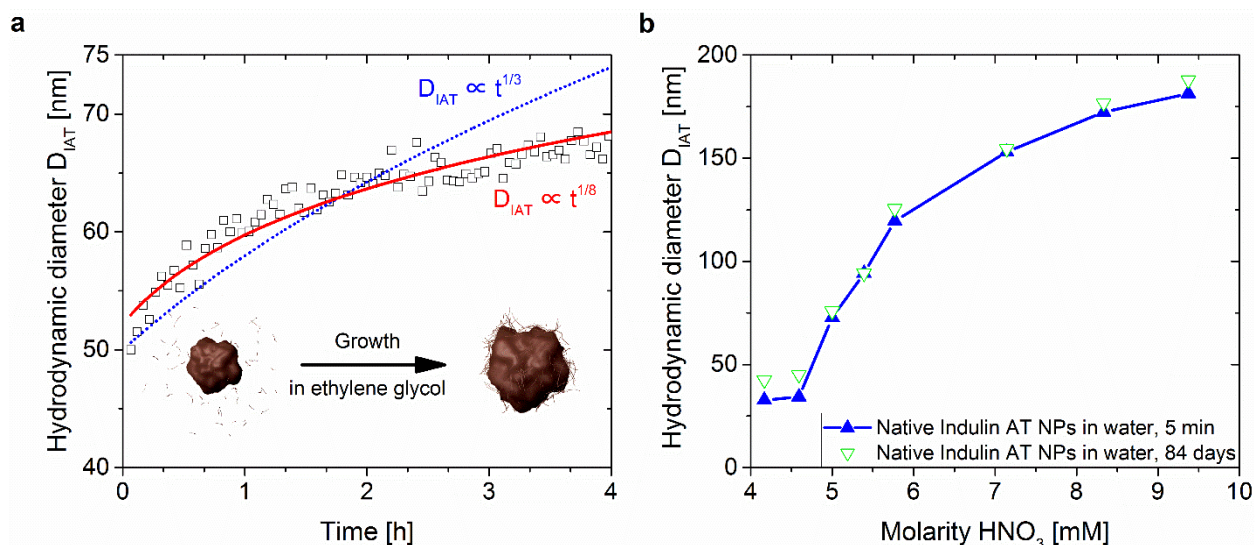 a
75
70
65
60
55
50
45
40
Hydrodynamic diameter D_IAT [nm]
D_IAT ∝ t^1/3
D_IAT ∝ t^1/8
Growth
in ethylene glycol
0
1
2
3
4
Time [h]
b
200
150
100
50
0
Hydrodynamic diameter D_IAT [nm]
Native Indulin AT NPs in water, 5 min
Native Indulin AT NPs in water, 84 days
4
5
6
7
8
9
10
Molarity HNO₃ [mM]